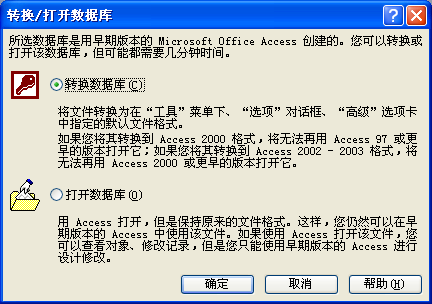 转换/打开数据库
所选数据库是用早期版本的 Microsoft Office Access 创建的。您可以转换或
打开该数据库，但可能都需要几分钟时间。
转换数据库(C)
将文件转换为在“工具”菜单下、“选项”对话框、“高级”选项卡
中指定的默认文件格式。
如果您将其转换到 Access 2000 格式，将无法再用 Access 97 或更
早的版本打开它；如果您将其转换到 Access 2002 - 2003 格式，将
无法再用 Access 2000 或更早的版本打开它。
打开数据库(O)
用 Access 打开，但是保持原来的文件格式。这样，您仍然可以在早
期版本的 Access 中使用该文件。如果使用 Access 打开该文件，您
可以查看对象、修改记录，但是您只能使用早期版本的 Access 进行
设计修改。
确定 取消 帮助(H)